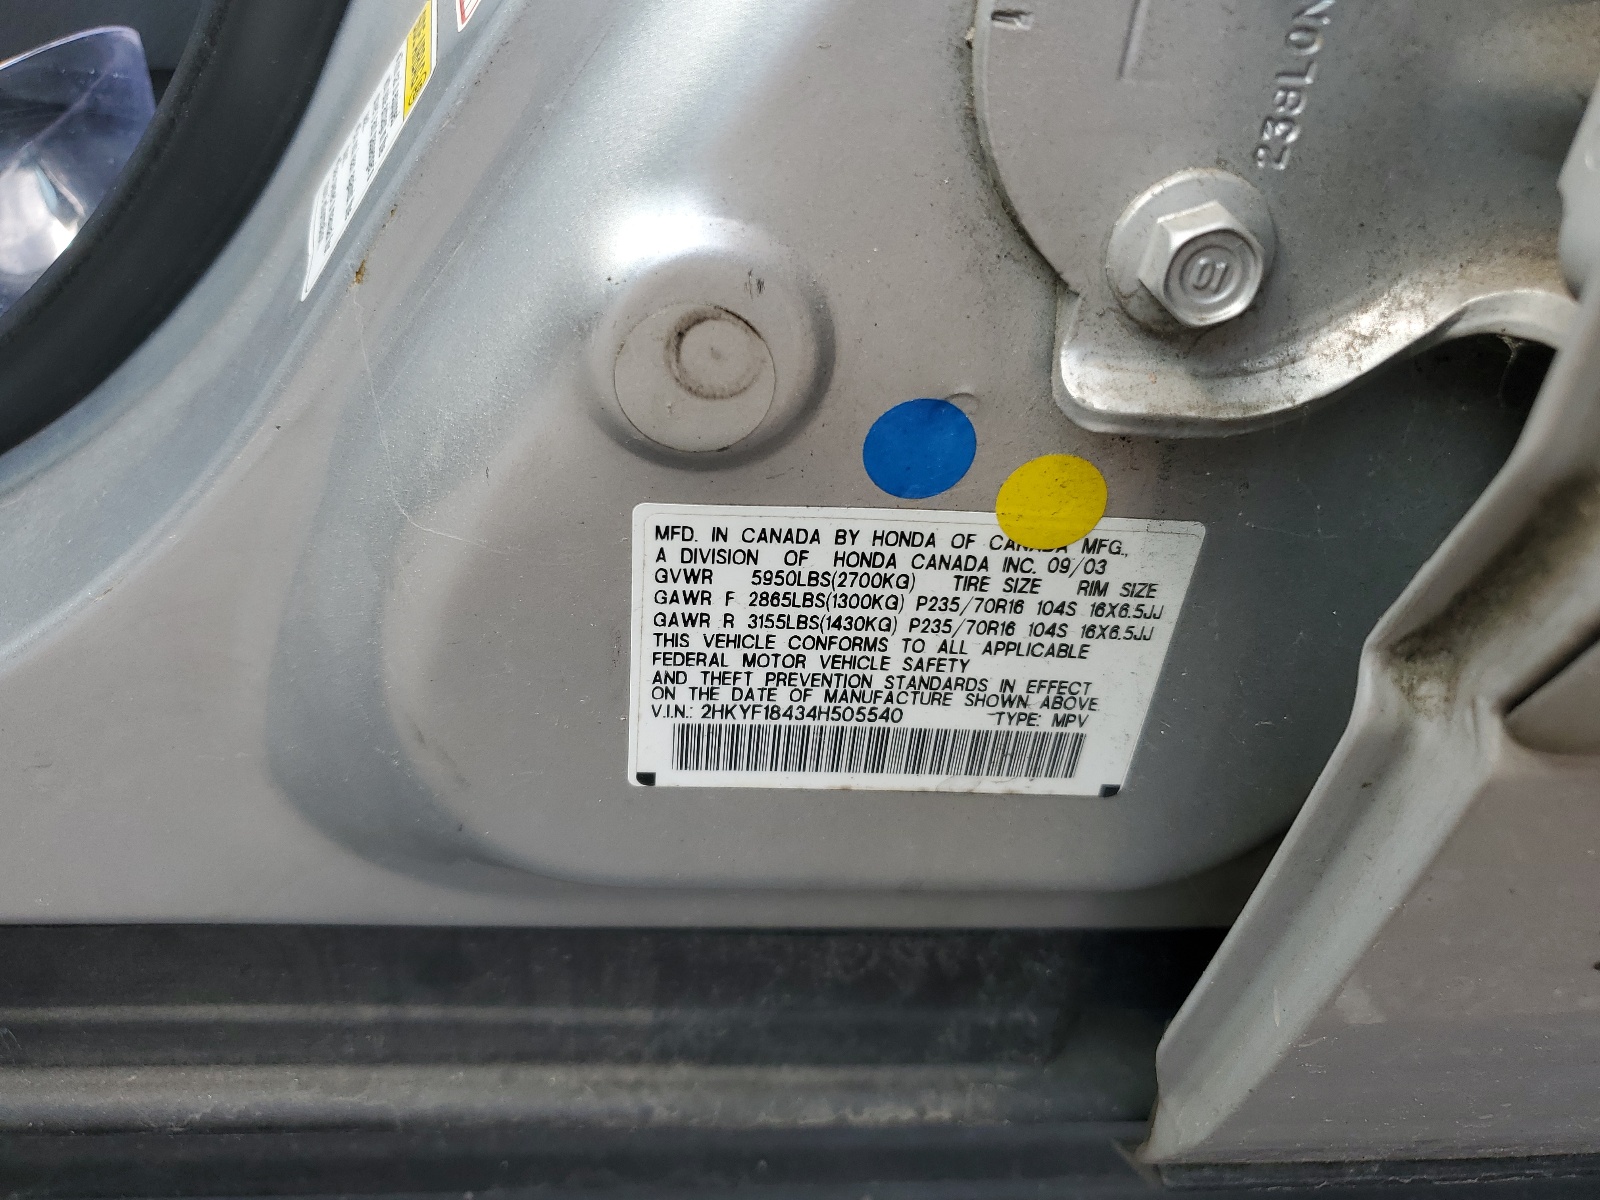 238LON
01
MFD. IN CANADA BY HONDA OF CANADA MFG.,
A DIVISION OF HONDA CANADA INC. 09/03
GVWR 5950LBS(2700KG) TIRE SIZE RIM SIZE
GAWR F 2865LBS(1300KG) P235/70R16 104S 16X6.5JJ
GAWR R 3155LBS(1430KG) P235/70R16 104S 16X6.5JJ
THIS VEHICLE CONFORMS TO ALL APPLICABLE
FEDERAL MOTOR VEHICLE SAFETY
AND THEFT PREVENTION STANDARDS IN EFFECT
ON THE DATE OF MANUFACTURE SHOWN ABOVE
V.I.N.: 2HKYF18434H505540 TYPE: MPV